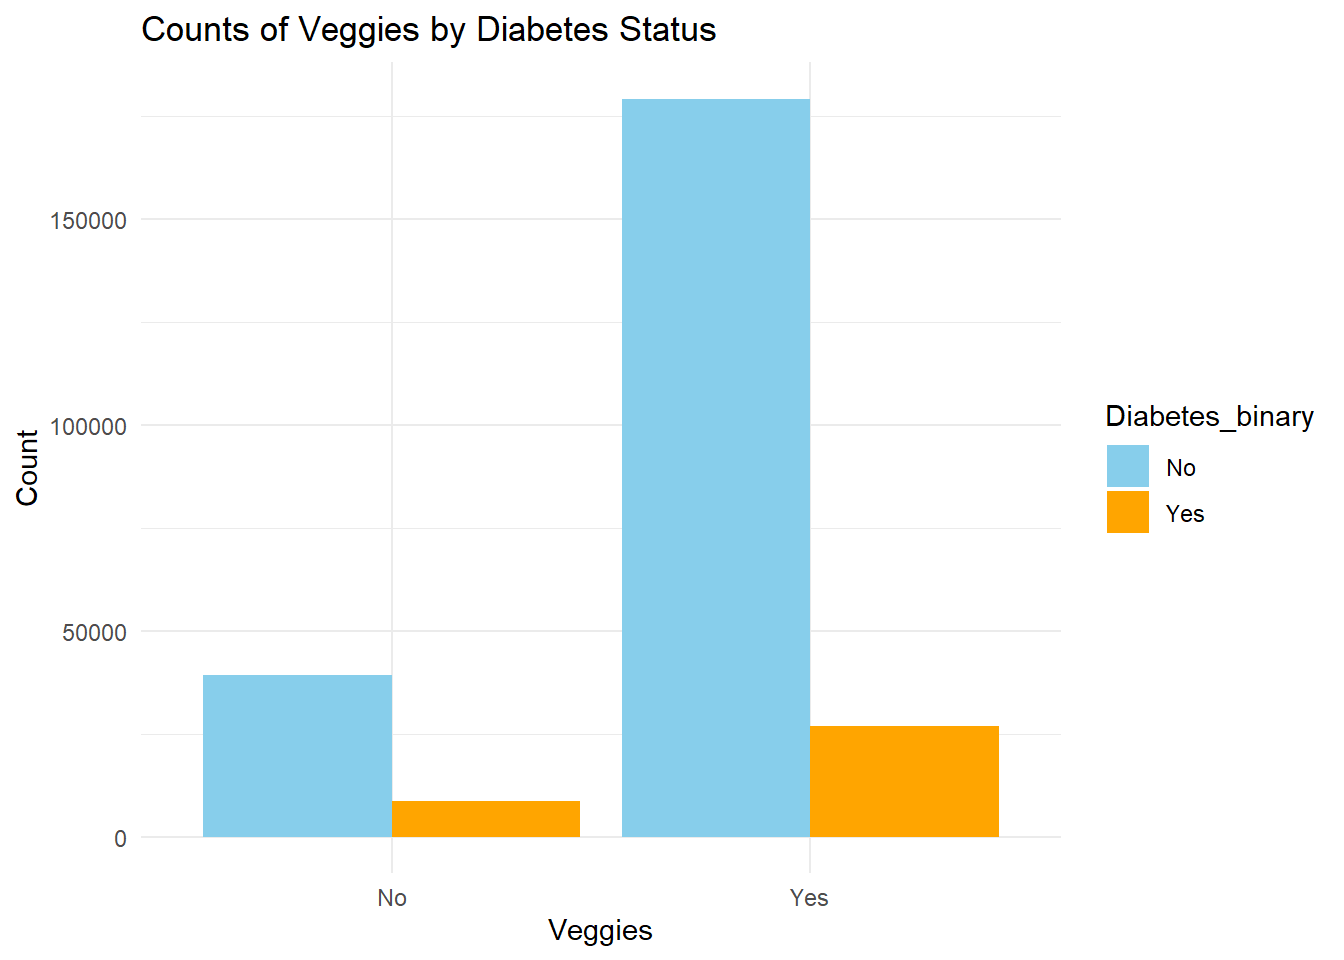 Counts of Veggies by Diabetes Status
150000
100000
50000
0
Count
No
Yes
Veggies
Diabetes_binary
No
Yes